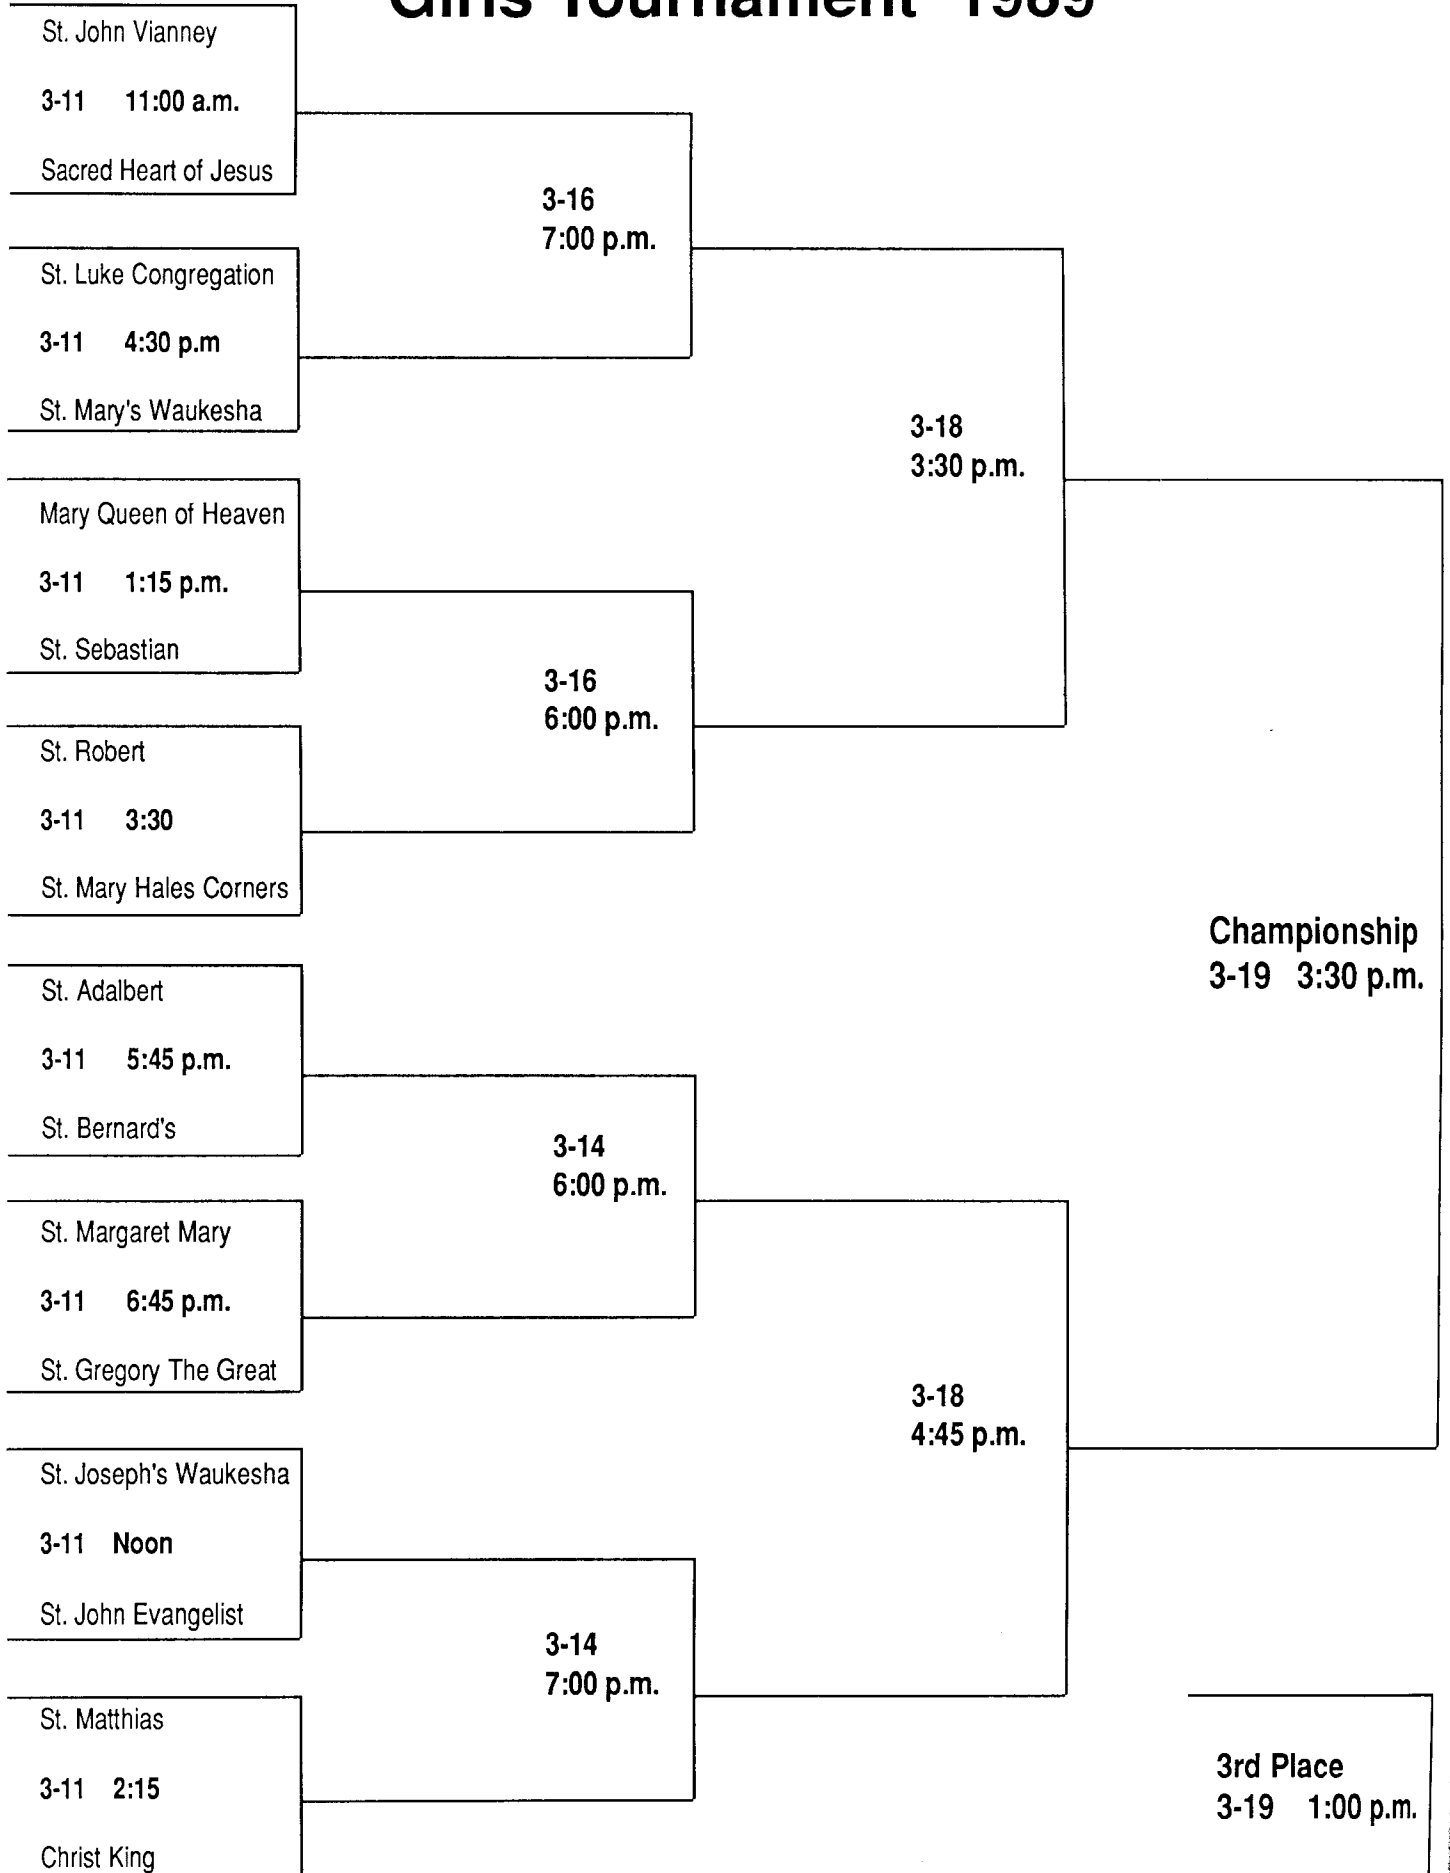 Girls Tournament 1989
St. John Vianney
3-11 11:00 a.m.
Sacred Heart of Jesus
3-16
7:00 p.m.
St. Luke Congregation
3-11 4:30 p.m
St. Mary's Waukesha
3-18
3:30 p.m.
Mary Queen of Heaven
3-11 1:15 p.m.
St. Sebastian
3-16
6:00 p.m.
St. Robert
3-11 3:30
St. Mary Hales Corners
Championship
3-19 3:30 p.m.
St. Adalbert
3-11 5:45 p.m.
St. Bernard's
3-14
6:00 p.m.
St. Margaret Mary
3-11 6:45 p.m.
St. Gregory The Great
3-18
4:45 p.m.
St. Joseph's Waukesha
3-11 Noon
St. John Evangelist
3-14
7:00 p.m.
St. Matthias
3-11 2:15
Christ King
3rd Place
3-19 1:00 p.m.